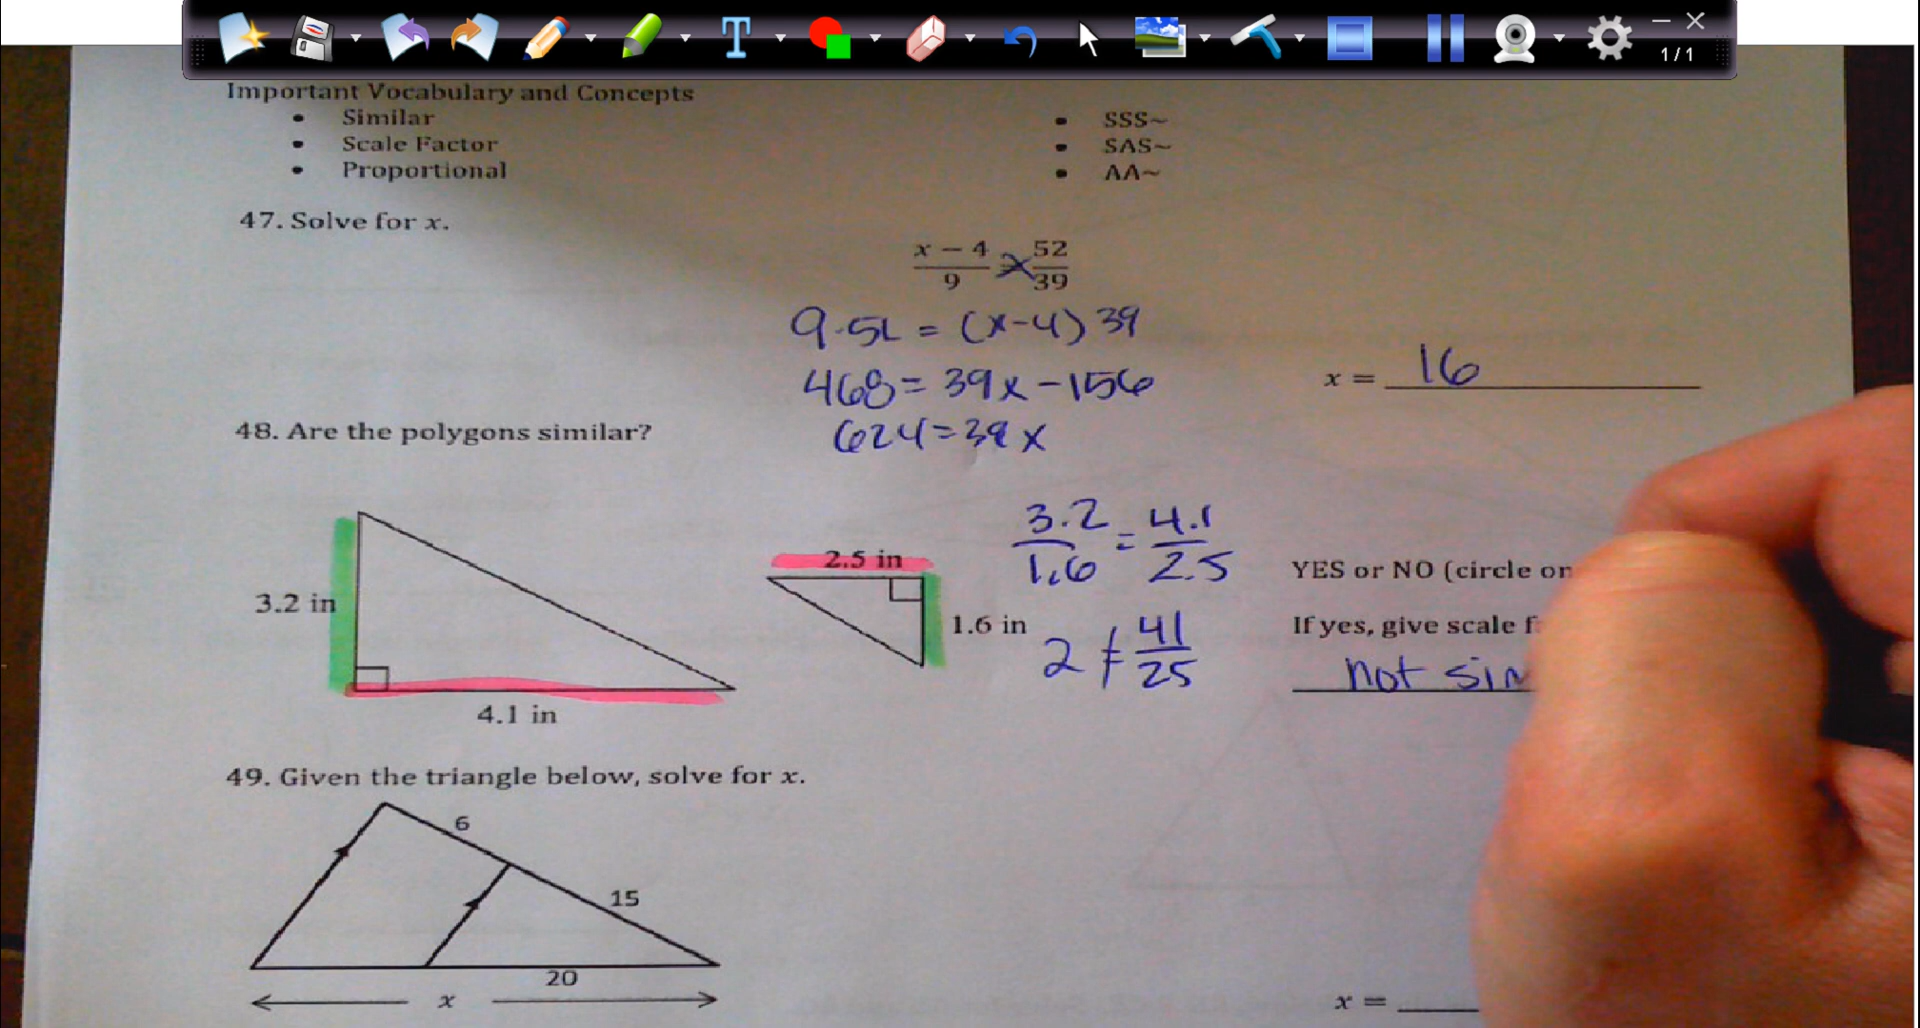 1/1
Important Vocabulary and Concepts
• Similar
• Scale Factor
• Proportional
• SSS~
• SAS~
• AA~
47. Solve for x.
x – 4 / 9 = 52 / 39
9·52 = (x-4) 39
468 = 39x - 156
624 = 39x
x = 16
48. Are the polygons similar?
3.2 in
4.1 in
2.5 in
1.6 in
3.2 / 1.6 = 4.1 / 2.5
2 ≠ 41 / 25
YES or NO (circle on
If yes, give scale f
not sim
49. Given the triangle below, solve for x.
6
15
20
x
x =